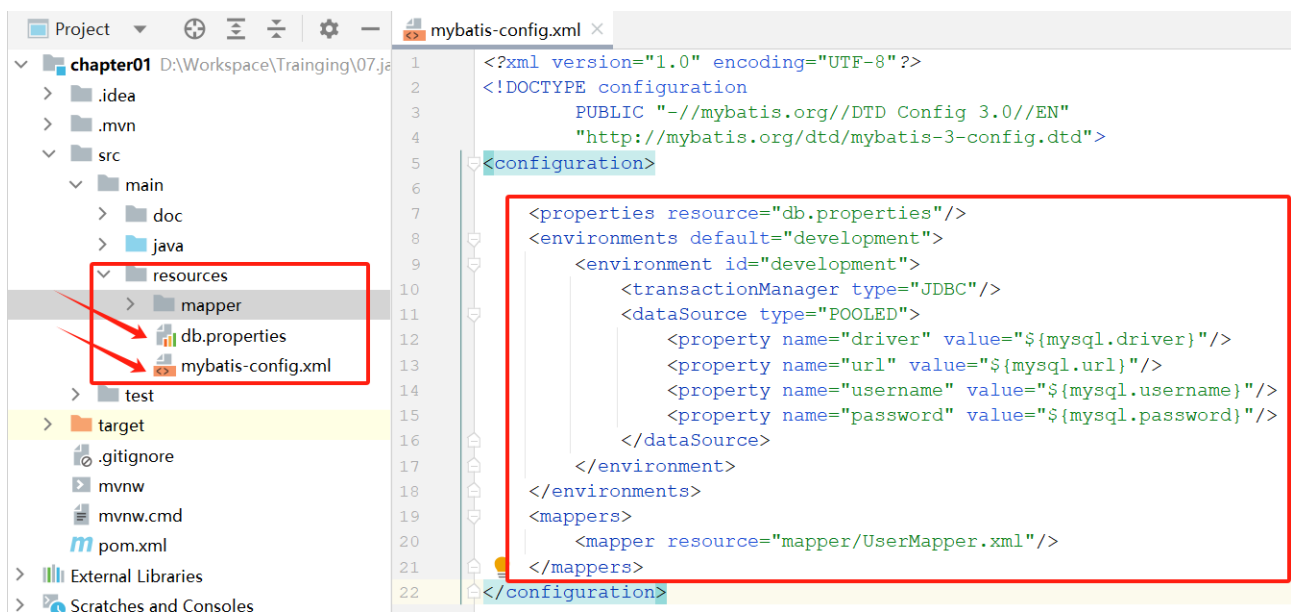 Project
chapter01 D:\Workspace\Trainging\07.ja
.idea
.mvn
src
main
doc
java
resources
mapper
db.properties
mybatis-config.xml
test
target
.gitignore
mvnw
mvnw.cmd
pom.xml
External Libraries
Scratches and Consoles
mybatis-config.xml
1 <?xml version="1.0" encoding="UTF-8"?>
2 <!DOCTYPE configuration
3 PUBLIC "-//mybatis.org//DTD Config 3.0//EN"
4 "http://mybatis.org/dtd/mybatis-3-config.dtd">
5 <configuration>
6
7 <properties resource="db.properties"/>
8 <environments default="development">
9 <environment id="development">
10 <transactionManager type="JDBC"/>
11 <dataSource type="POOLED">
12 <property name="driver" value="${mysql.driver}"/>
13 <property name="url" value="${mysql.url}"/>
14 <property name="username" value="${mysql.username}"/>
15 <property name="password" value="${mysql.password}"/>
16 </dataSource>
17 </environment>
18 </environments>
19 <mappers>
20 <mapper resource="mapper/UserMapper.xml"/>
21 </mappers>
22 </configuration>